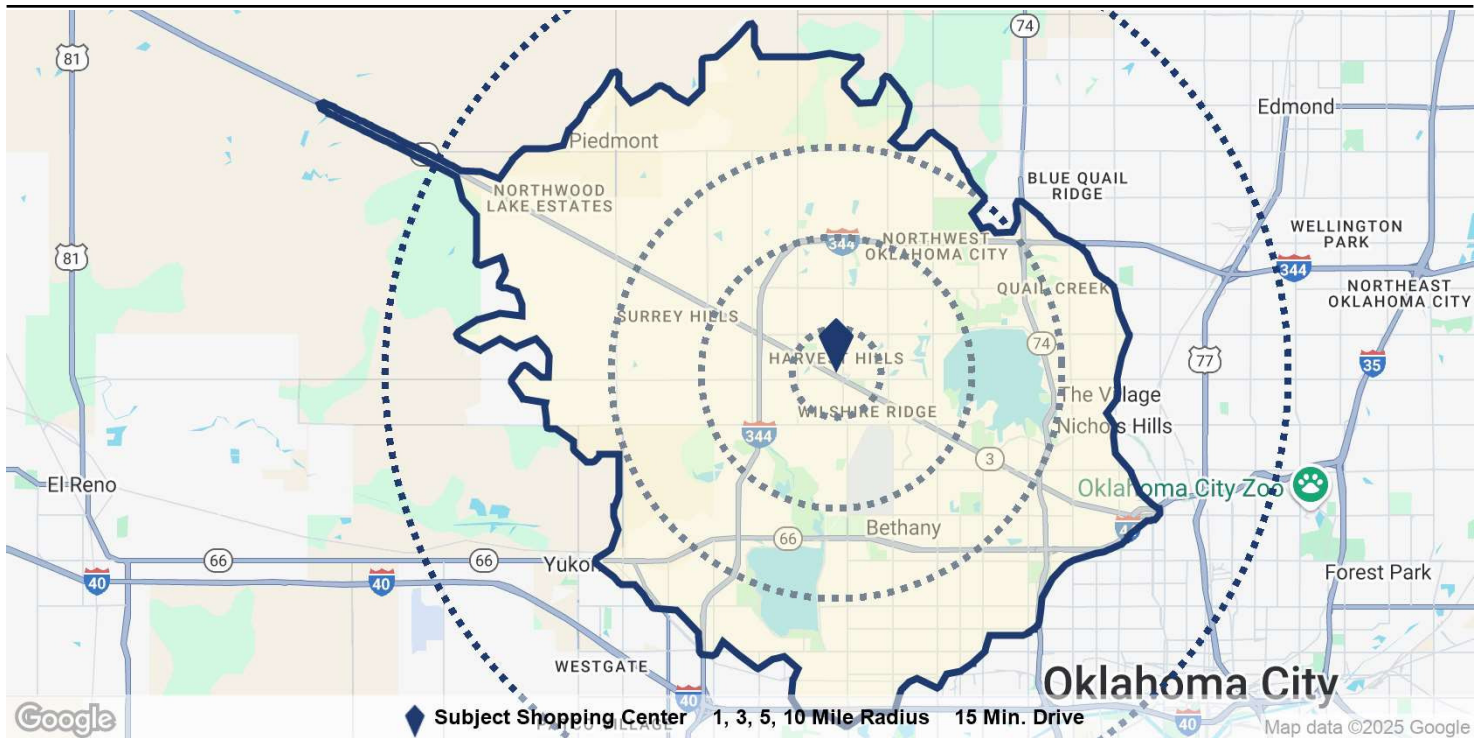 74
81
Edmond
Piedmont
BLUE QUAIL
RIDGE
NORTHWOOD
LAKE ESTATES
WELLINGTON
PARK
344
NORTHWEST
OKLAHOMA CITY
81
344
NORTHEAST
OKLAHOMA CITY
QUAIL CREEK
SURREY HILLS
74
HARVEST HILLS
77
35
The Village
WILSHIRE RIDGE
Nichols Hills
344
3
El Reno
Oklahoma City Zoo
Bethany
66
66
66
Yukon
40
40
Forest Park
WESTGATE
Oklahoma City
40
40
Google
Subject Shopping Center 1, 3, 5, 10 Mile Radius 15 Min. Drive
Map data ©2025 Google